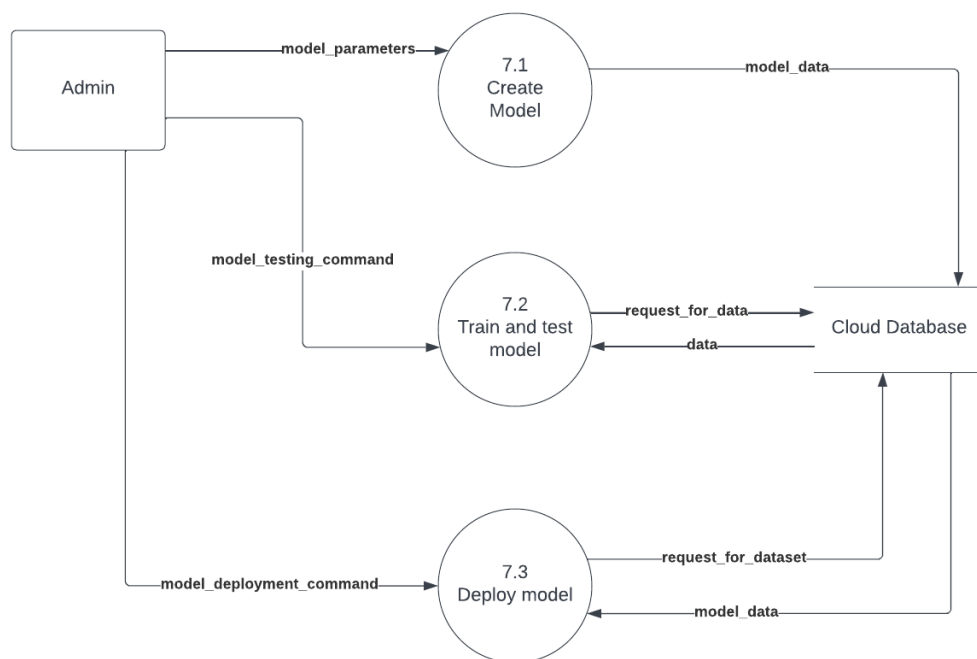 Admin
model_parameters
7.1
Create
Model
model_data
model_testing_command
7.2
Train and test
model
request_for_data
data
Cloud Database
model_deployment_command
7.3
Deploy model
request_for_dataset
model_data